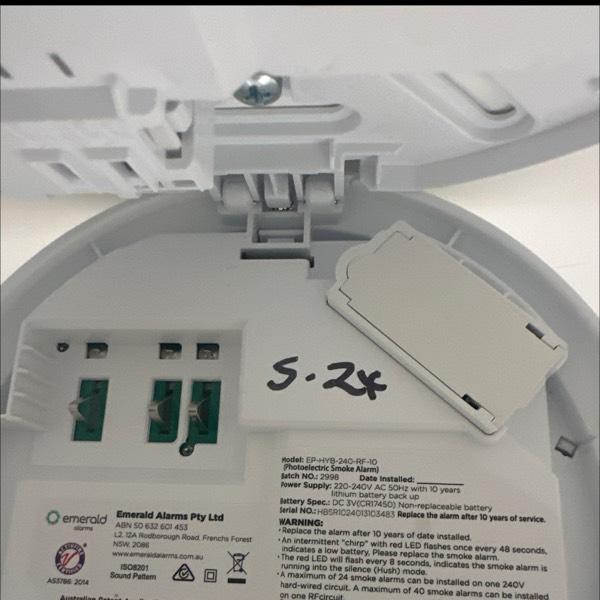 S.24
Model: EP-HYB-240-RF-10
(Photoelectric Smoke Alarm)
Batch NO.: 2998 Date Installed:
Power Supply: 220-240V AC 50Hz with 10 years
lithium battery back up
Battery Spec.: DC 3V(CR17450) Non-replaceable battery
Serial NO.: Replace the alarm after 10 years of service.
WARNING:
•Replace the alarm after 10 years of date installed.
•An intermittent "chirp" with red LED flashes once every 48 seconds,
indicates a low battery, Please replace the smoke alarm.
•The red LED will flash every 8 seconds, indicates the smoke alarm is
running into the silence (Hush) mode.
•A maximum of 24 smoke alarms can be installed on one 240V
hard-wired circuit. A maximum of 40 smoke alarms can be installed
on one RFcircuit.
emerald
alarms
Emerald Alarms Pty Ltd
ABN 50 632 601 453
L2, 12A Rodborough Road, Frenchs Forest
NSW, 2086
www.emeraldalarms.com.au
ISO8201
Sound Pattern
AS3786: 2014